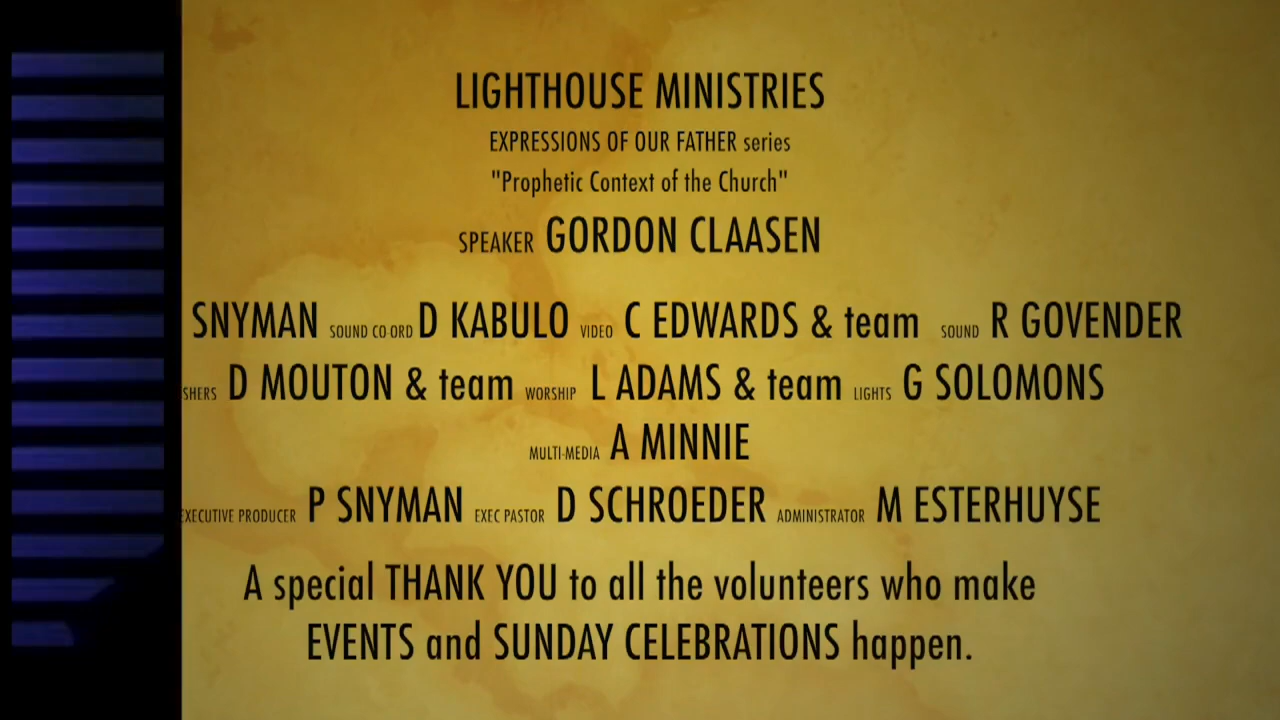 LIGHTHOUSE MINISTRIES
EXPRESSIONS OF OUR FATHER series
"Prophetic Context of the Church"
SPEAKER GORDON CLAASEN
SNYMAN SOUND CO-ORD D KABULO VIDEO C EDWARDS & team SOUND R GOVENDER
SHERS D MOUTON & team WORSHIP L ADAMS & team LIGHTS G SOLOMONS
MULTI-MEDIA A MINNIE
EXECUTIVE PRODUCER P SNYMAN EXEC PASTOR D SCHROEDER ADMINISTRATOR M ESTERHUYSE
A special THANK YOU to all the volunteers who make
EVENTS and SUNDAY CELEBRATIONS happen.